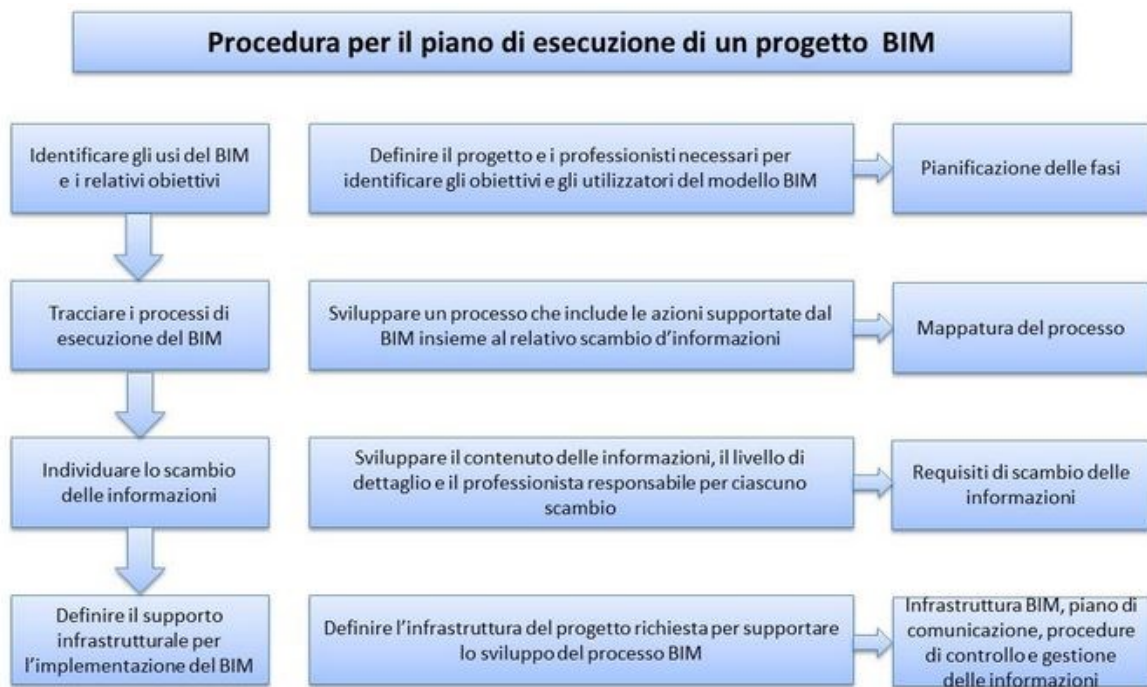 Procedura per il piano di esecuzione di un progetto BIM
Identificare gli usi del BIM
e i relativi obiettivi
Definire il progetto e i professionisti necessari per
identificare gli obiettivi e gli utilizzatori del modello BIM
Pianificazione delle fasi
Tracciare i processi di
esecuzione del BIM
Sviluppare un processo che include le azioni supportate dal
BIM insieme al relativo scambio d'informazioni
Mappatura del processo
Individuare lo scambio
delle informazioni
Sviluppare il contenuto delle informazioni, il livello di
dettaglio e il professionista responsabile per ciascuno
scambio
Requisiti di scambio delle
informazioni
Definire il supporto
infrastrutturale per
l'implementazione del BIM
Definire l'infrastruttura del progetto richiesta per supportare
lo sviluppo del processo BIM
Infrastruttura BIM, piano di
comunicazione, procedure
di controllo e gestione
delle informazioni